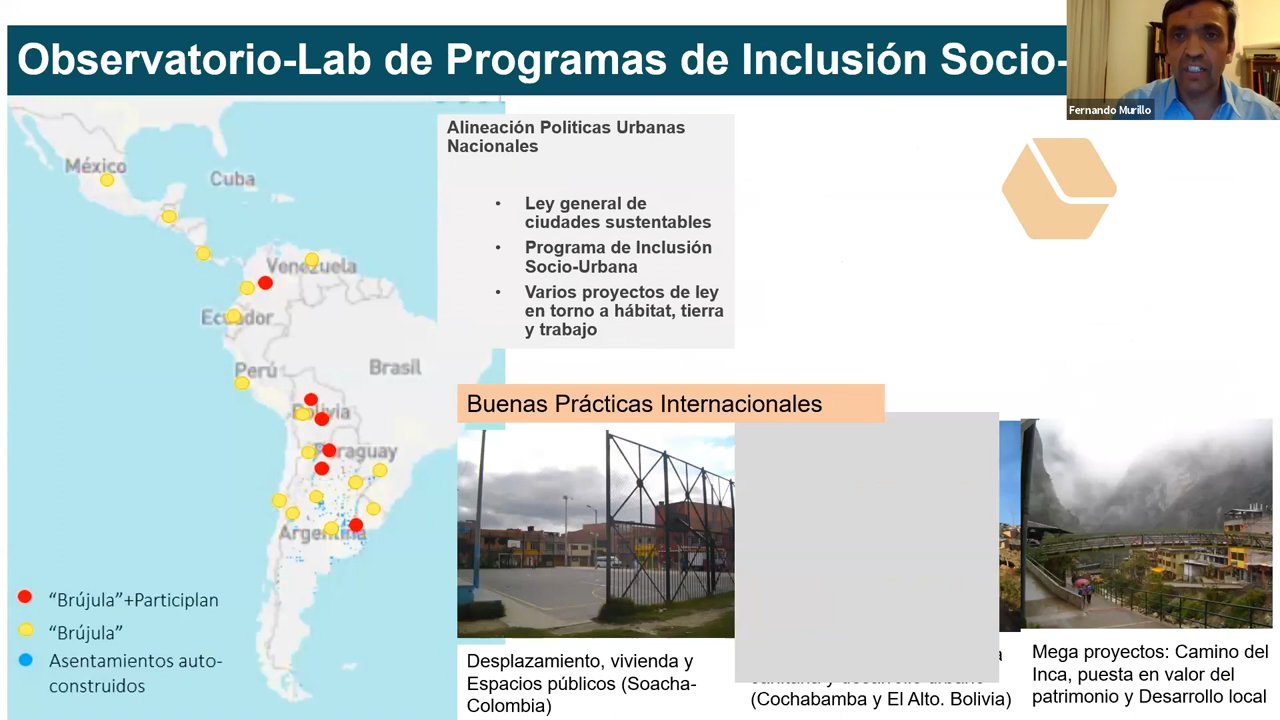 Observatorio-Lab de Programas de Inclusión Socio-
Fernando Murillo
México
Cuba
Venezuela
Ecuador
Perú
Brasil
Bolivia
Paraguay
Argentina
"Brújula"+Participlan
"Brújula"
Asentamientos auto-
construidos
Alineación Politicas Urbanas
Nacionales
• Ley general de
ciudades sustentables
• Programa de Inclusión
Socio-Urbana
• Varios proyectos de ley
en torno a hábitat, tierra
y trabajo
Buenas Prácticas Internacionales
Desplazamiento, vivienda y
Espacios públicos (Soacha-
Colombia)
(Cochabamba y El Alto. Bolivia)
Mega proyectos: Camino del
Inca, puesta en valor del
patrimonio y Desarrollo local